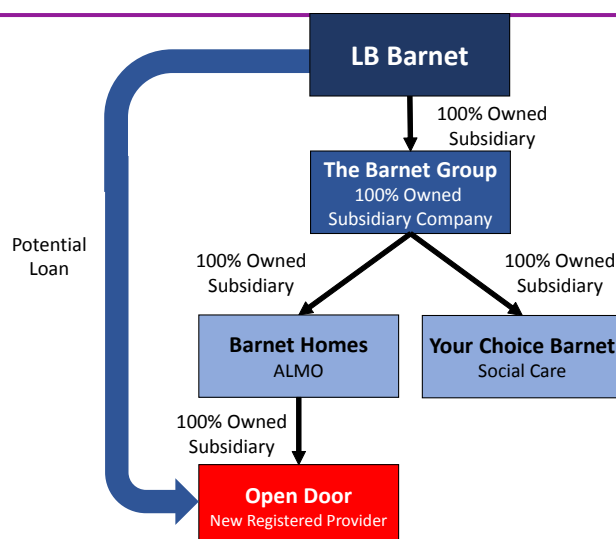 LB Barnet
100% Owned
Subsidiary
The Barnet Group
100% Owned
Subsidiary Company
Potential
Loan
100% Owned
Subsidiary
100% Owned
Subsidiary
Barnet Homes
ALMO
Your Choice Barnet
Social Care
100% Owned
Subsidiary
Open Door
New Registered Provider